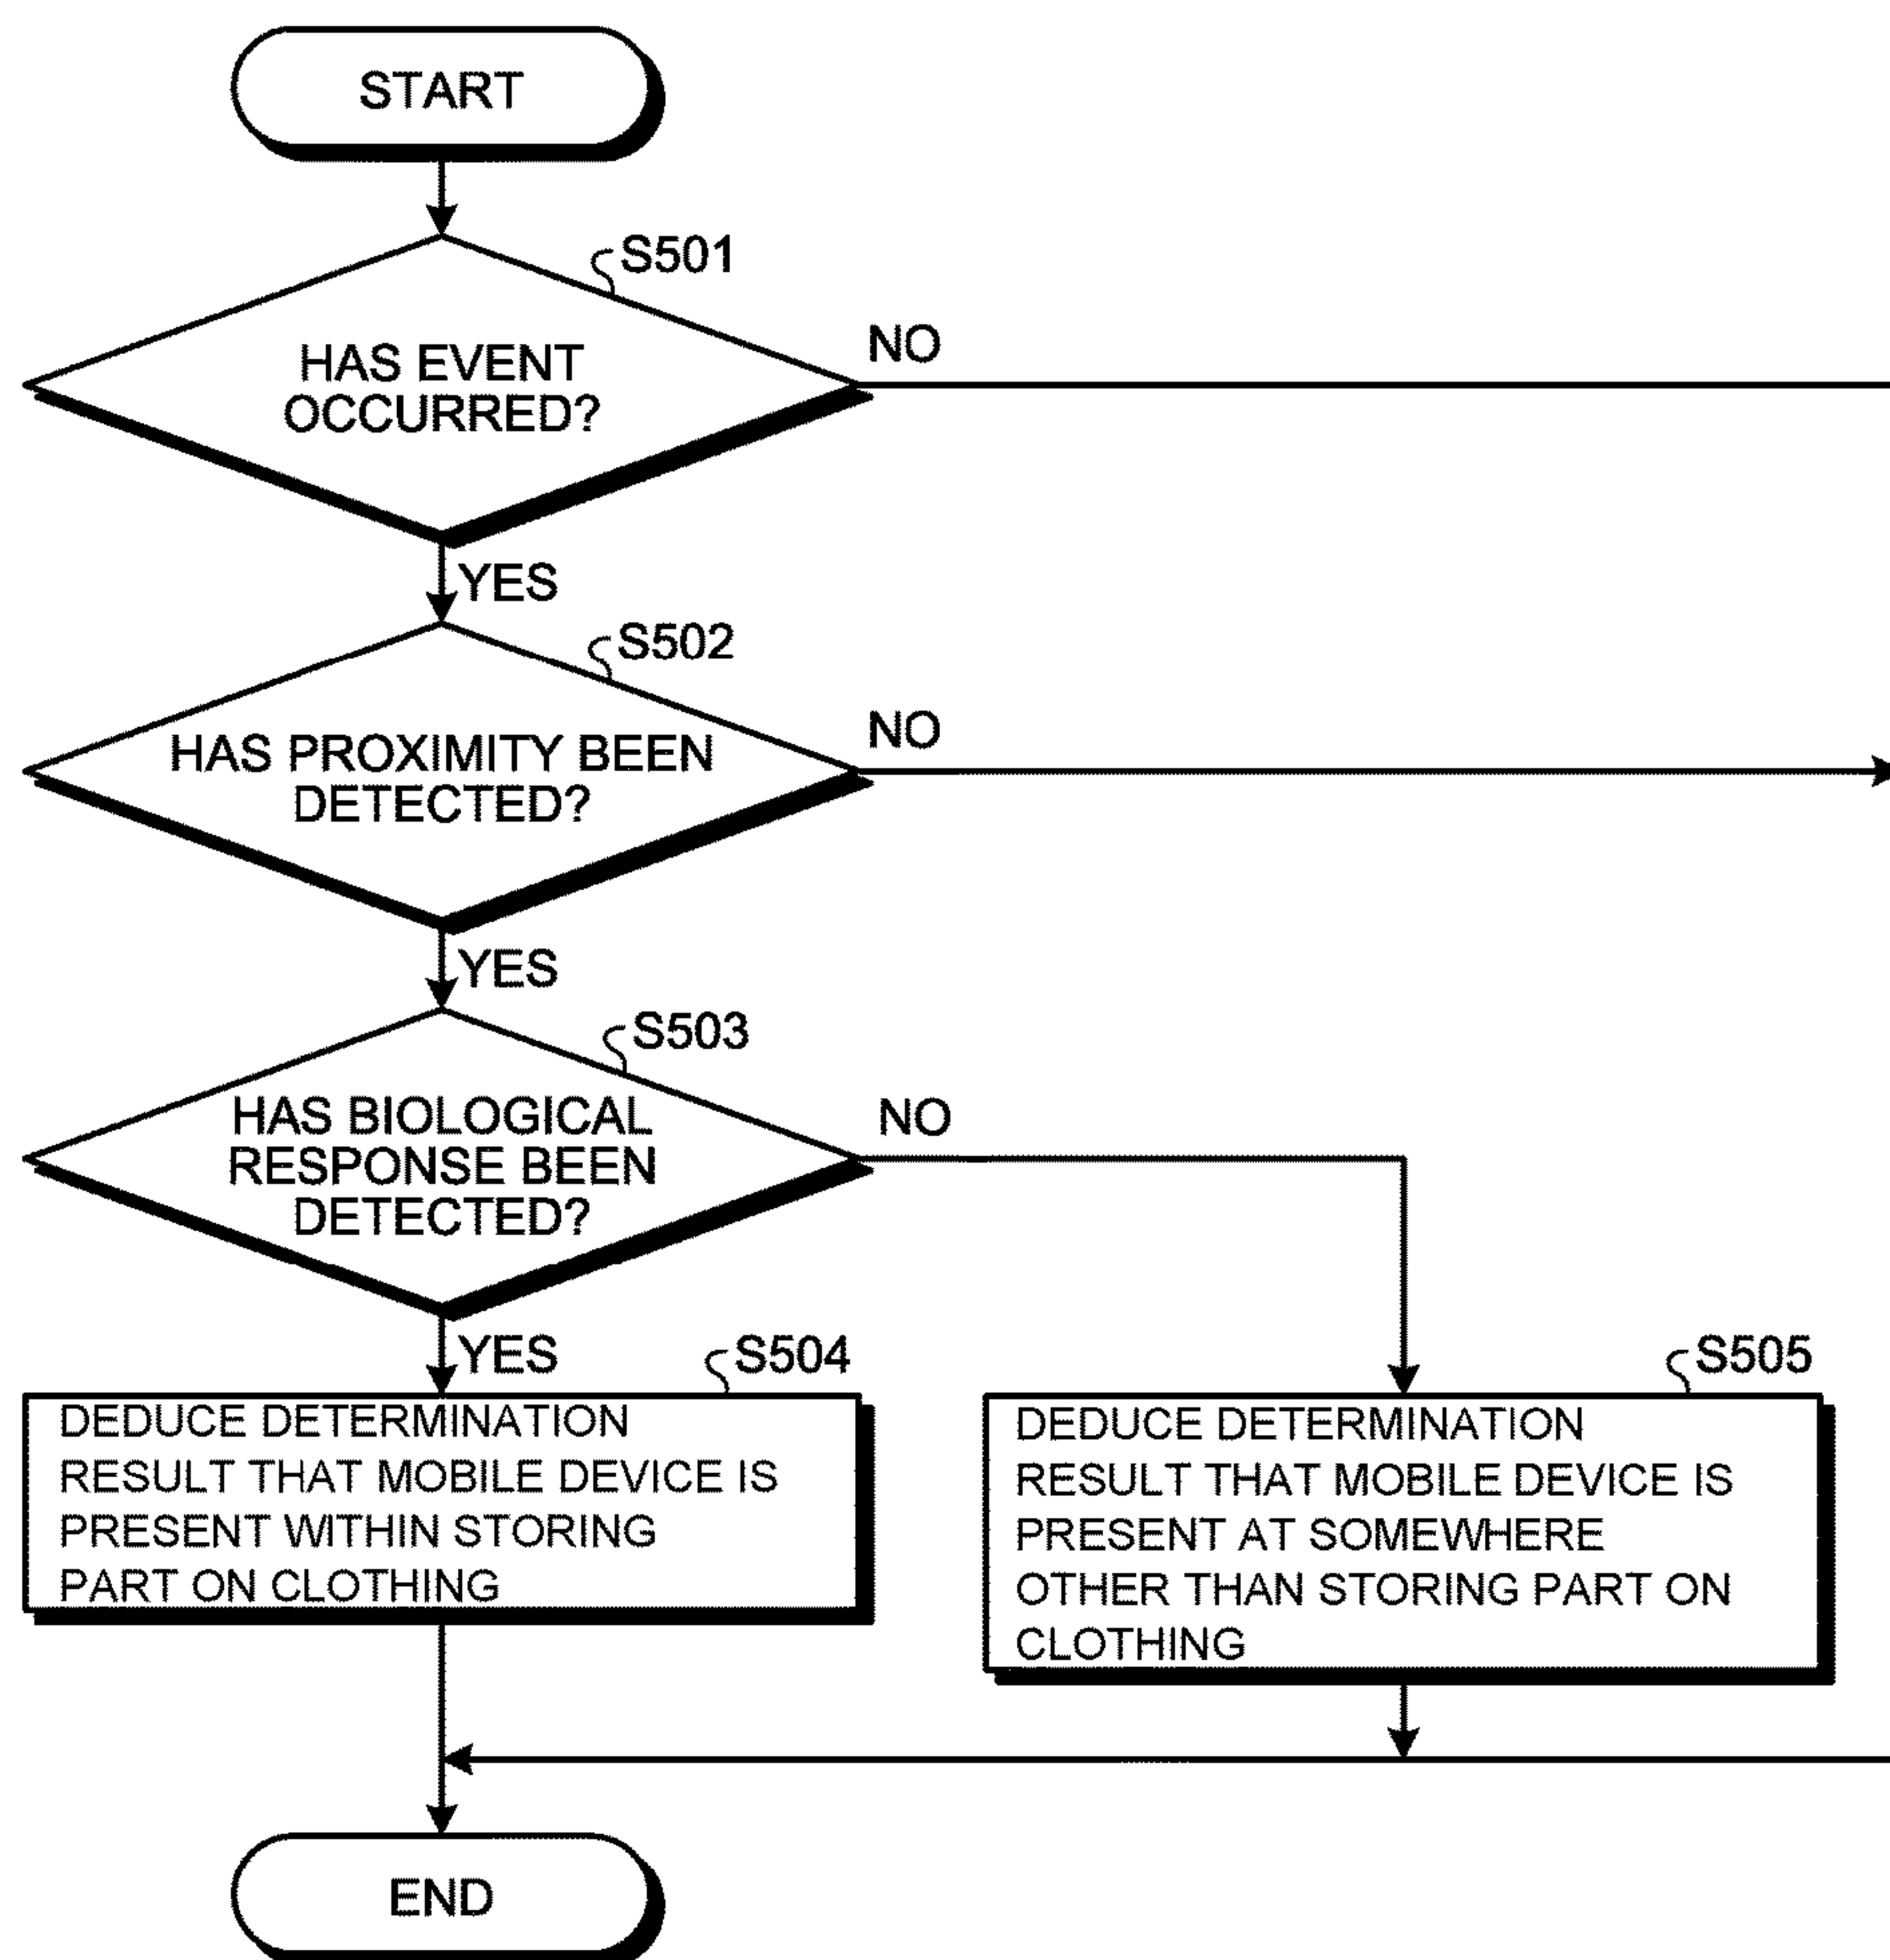 START
S501
HAS EVENT
OCCURRED?
NO
YES
S502
HAS PROXIMITY BEEN
DETECTED?
NO
YES
S503
HAS BIOLOGICAL
RESPONSE BEEN
DETECTED?
NO
YES
S504
DEDUCE DETERMINATION
RESULT THAT MOBILE DEVICE IS
PRESENT WITHIN STORING
PART ON CLOTHING
S505
DEDUCE DETERMINATION
RESULT THAT MOBILE DEVICE IS
PRESENT AT SOMEWHERE
OTHER THAN STORING PART ON
CLOTHING
END